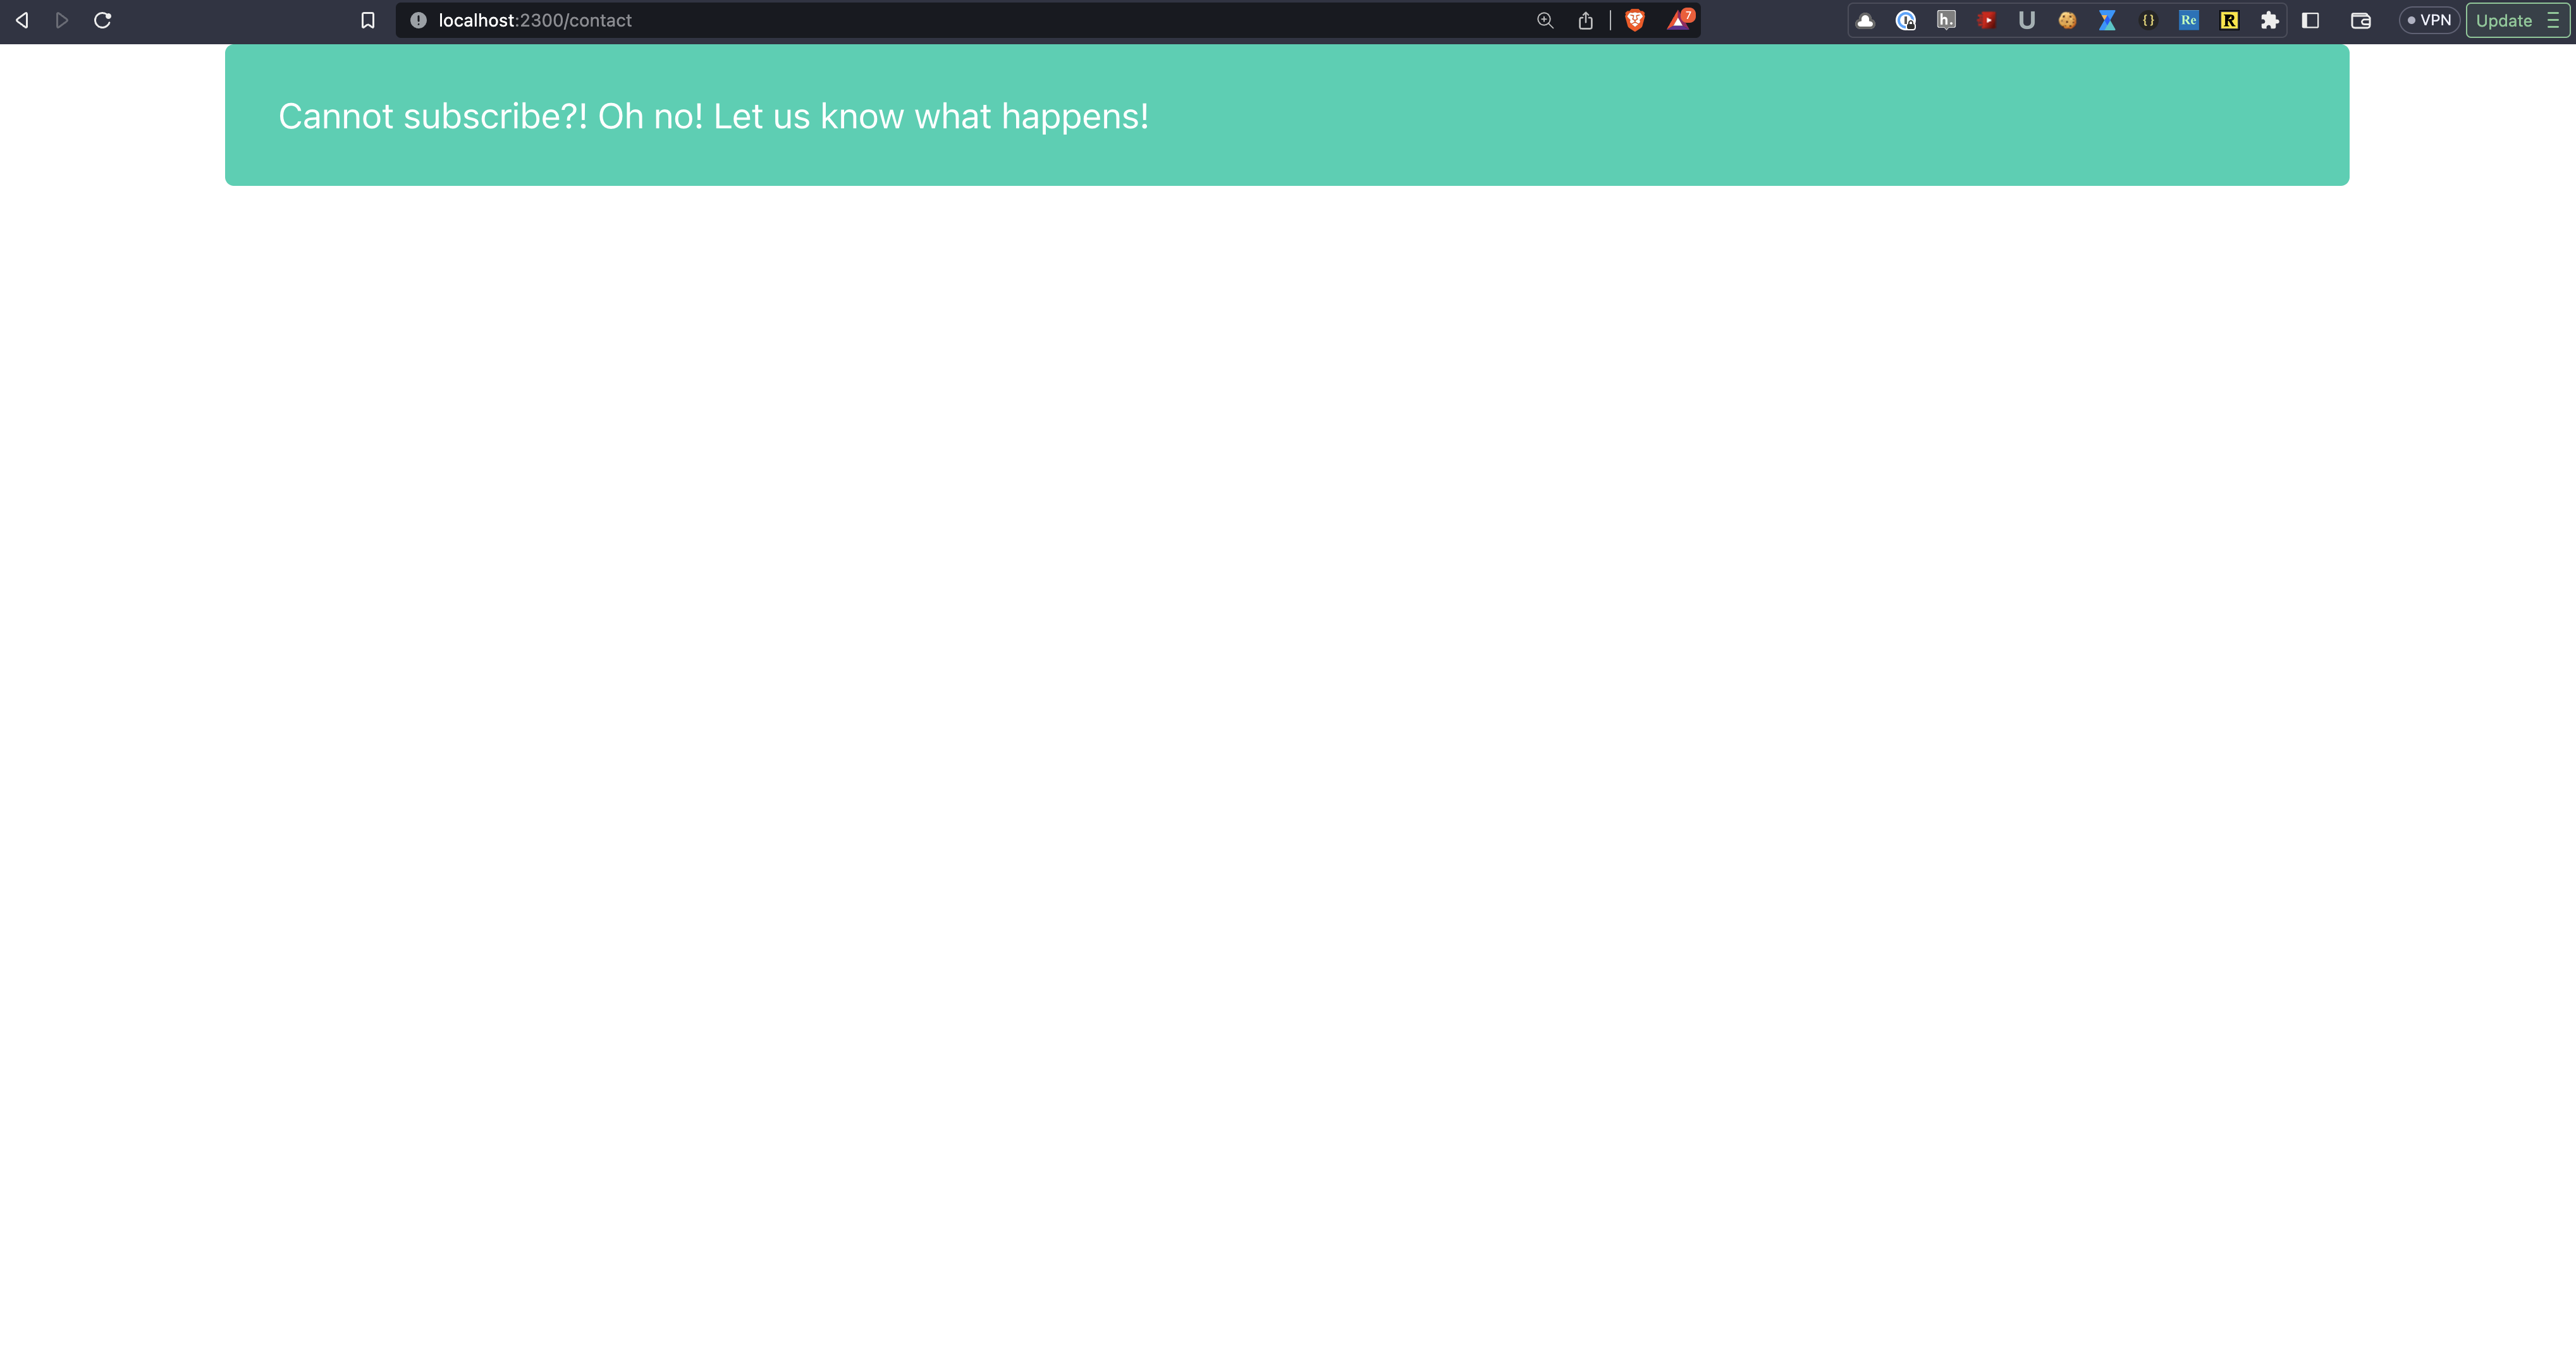 localhost:2300/contact
7
h.
U
{}
Re
R
VPN
Update
Cannot subscribe?! Oh no! Let us know what happens!